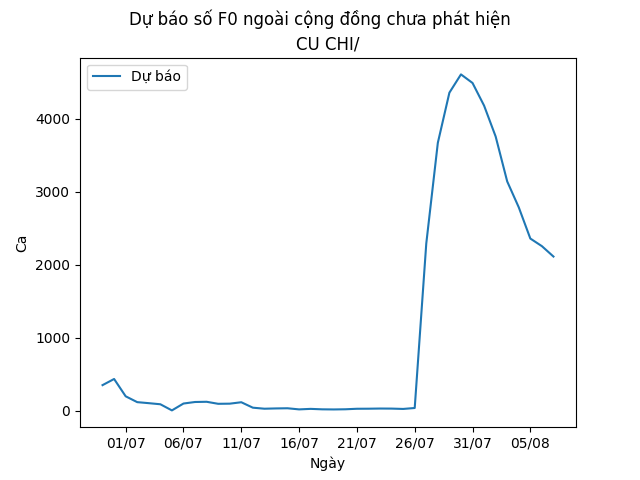 Dự báo số F0 ngoài cộng đồng chưa phát hiện
CU CHI/
Dự báo
Ca
4000
3000
2000
1000
0
01/07 06/07 11/07 16/07 21/07 26/07 31/07 05/08
Ngày